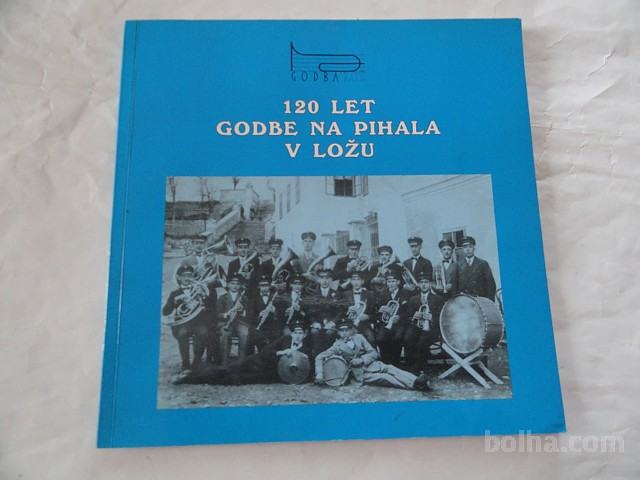 GODBA
120 LET
GODBE NA PIHALA
V LOŽU
bolha.com